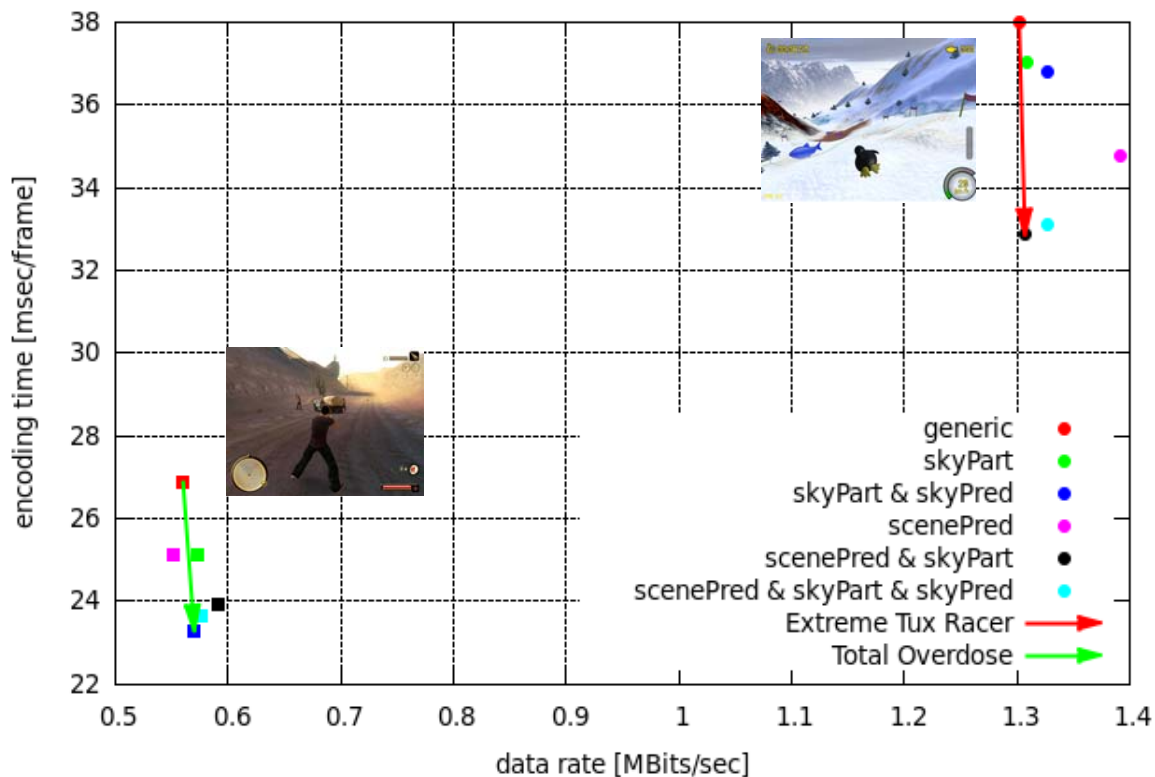 38
36
34
32
30
28
26
24
22
encoding time [msec/frame]
generic
skyPart
skyPart & skyPred
scenePred
scenePred & skyPart
scenePred & skyPart & skyPred
Extreme Tux Racer
Total Overdose
0.5 0.6 0.7 0.8 0.9 1 1.1 1.2 1.3 1.4
data rate [MBits/sec]